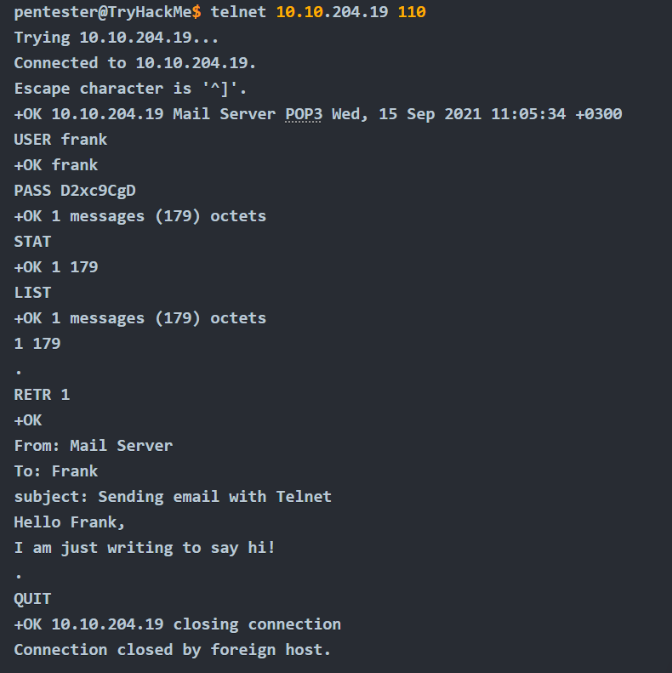 pentester@TryHackMe$ telnet 10.10.204.19 110
Trying 10.10.204.19...
Connected to 10.10.204.19.
Escape character is '^]'.
+OK 10.10.204.19 Mail Server POP3 Wed, 15 Sep 2021 11:05:34 +0300
USER frank
+OK frank
PASS D2xc9CgD
+OK 1 messages (179) octets
STAT
+OK 1 179
LIST
+OK 1 messages (179) octets
1 179
.
RETR 1
+OK
From: Mail Server
To: Frank
subject: Sending email with Telnet
Hello Frank,
I am just writing to say hi!
.
QUIT
+OK 10.10.204.19 closing connection
Connection closed by foreign host.